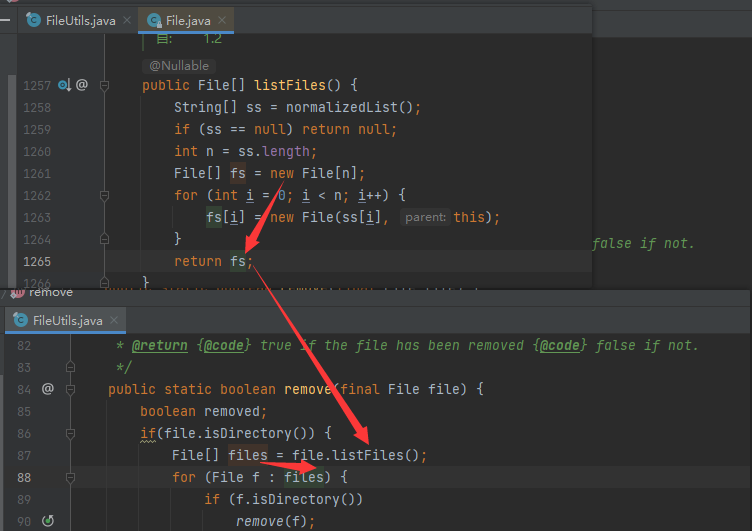 FileUtils.java
File.java
自: 1.2
@Nullable
1257 @ public File[] listFiles() {
1258 String[] ss = normalizedList();
1259 if (ss == null) return null;
1260 int n = ss.length;
1261 File[] fs = new File[n];
1262 for (int i = 0; i < n; i++) {
1263 fs[i] = new File(ss[i], parent: this);
1264 }
false if not.
1265 return fs;
1266 }
remove
FileUtils.java
82 * @return {@code} true if the file has been removed {@code} false if not.
83 */
84 @ public static boolean remove(final File file) {
85 boolean removed;
86 if(file.isDirectory()) {
87 File[] files = file.listFiles();
88 for (File f : files) {
89 if (f.isDirectory())
90 remove(f);